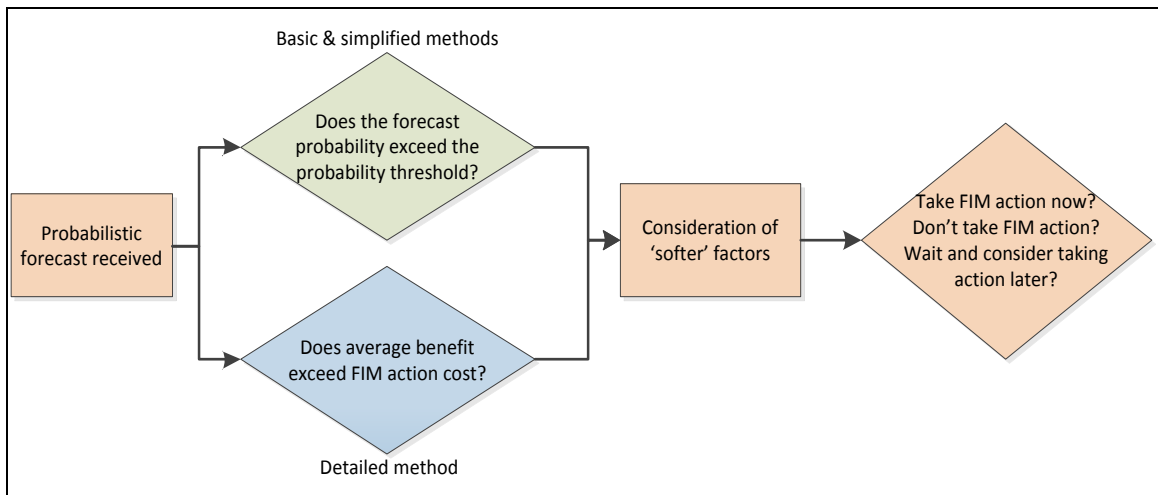 Basic & simplified methods
Does the forecast
probability exceed the
probability threshold?
Probabilistic
forecast received
Does average benefit
exceed FIM action cost?
Detailed method
Consideration of
‘softer’ factors
Take FIM action now?
Don’t take FIM action?
Wait and consider taking
action later?